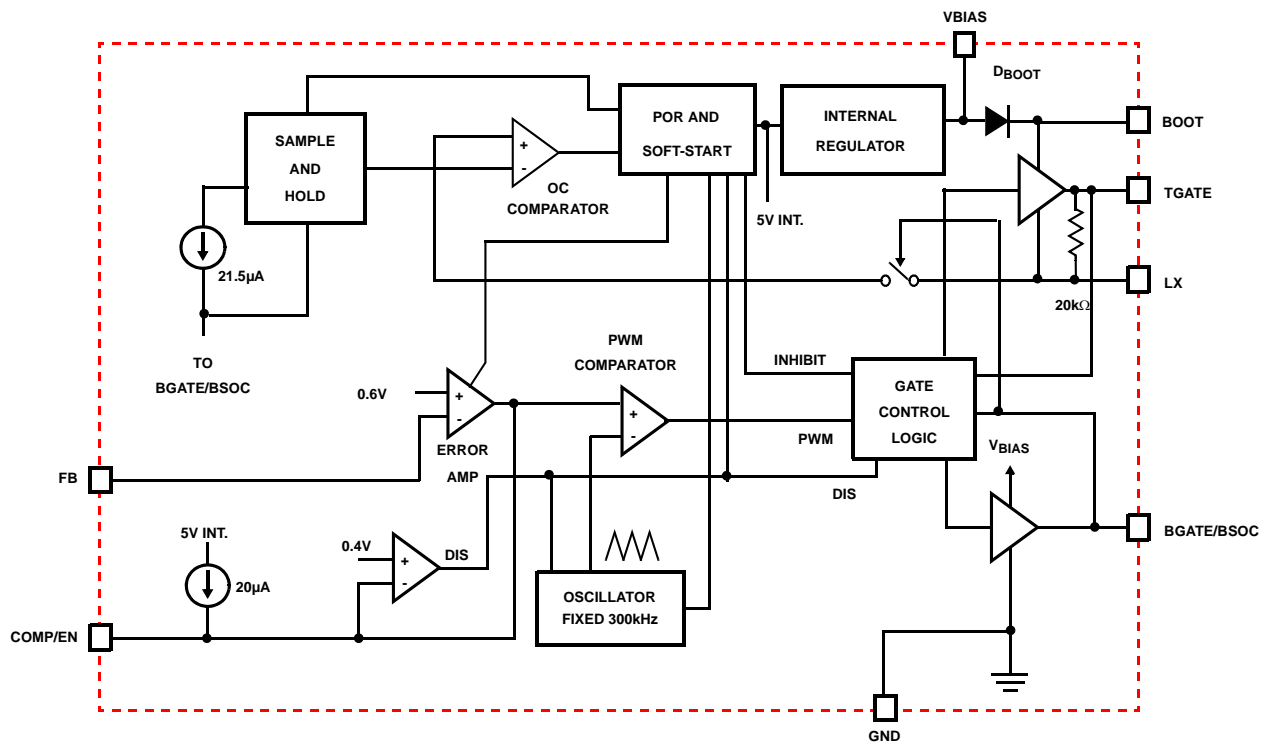 VBIAS
DBOOT
BOOT
SAMPLE
AND
HOLD
+
-
OC
COMPARATOR
POR AND
SOFT-START
INTERNAL
REGULATOR
5V INT.
TGATE
21.5µA
20kΩ
LX
TO
BGATE/BSOC
PWM
COMPARATOR
INHIBIT
0.6V
+
-
ERROR
AMP
+
-
PWM
GATE
CONTROL
LOGIC
VBIAS
FB
DIS
5V INT.
0.4V
+
-
DIS
BGATE/BSOC
20µA
OSCILLATOR
FIXED 300kHz
COMP/EN
GND